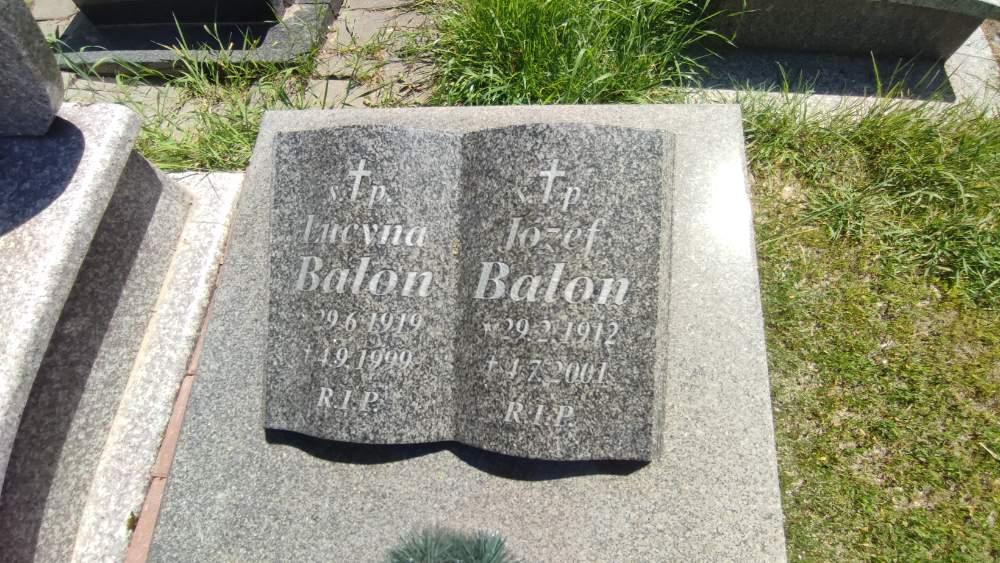 ś. † p.
Lucyna
Balon
* 29.6.1919
† 4.9.1999
R.I.P.
ś. † p.
Józef
Balon
* 29.2.1912
† 4.7.2001
R.I.P.